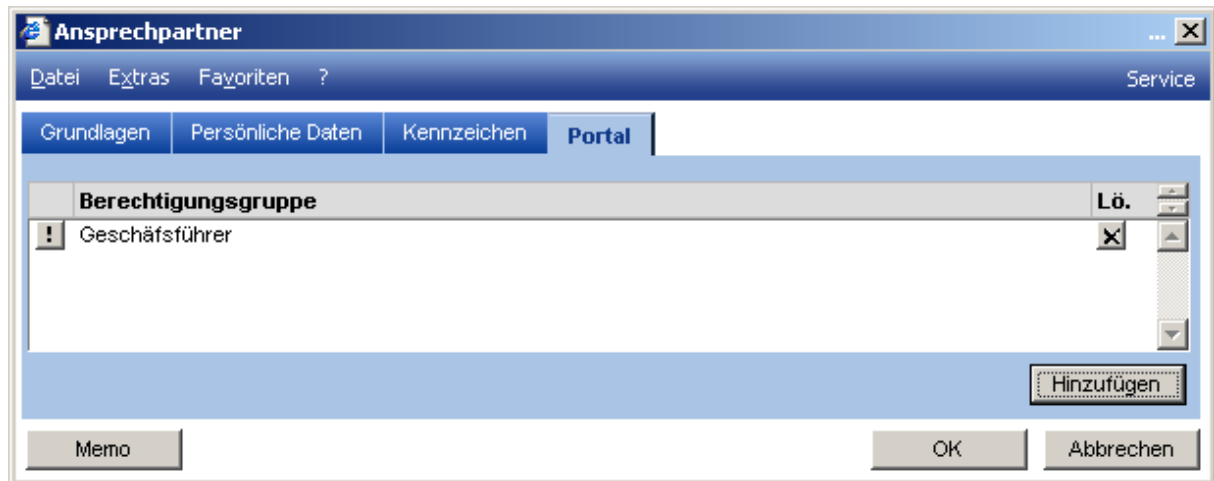 Ansprechpartner ...
Datei Extras Favoriten ? Service
Grundlagen Persönliche Daten Kennzeichen Portal
Berechtigungsgruppe Lö.
! Geschäfsführer
Hinzufügen
Memo OK Abbrechen